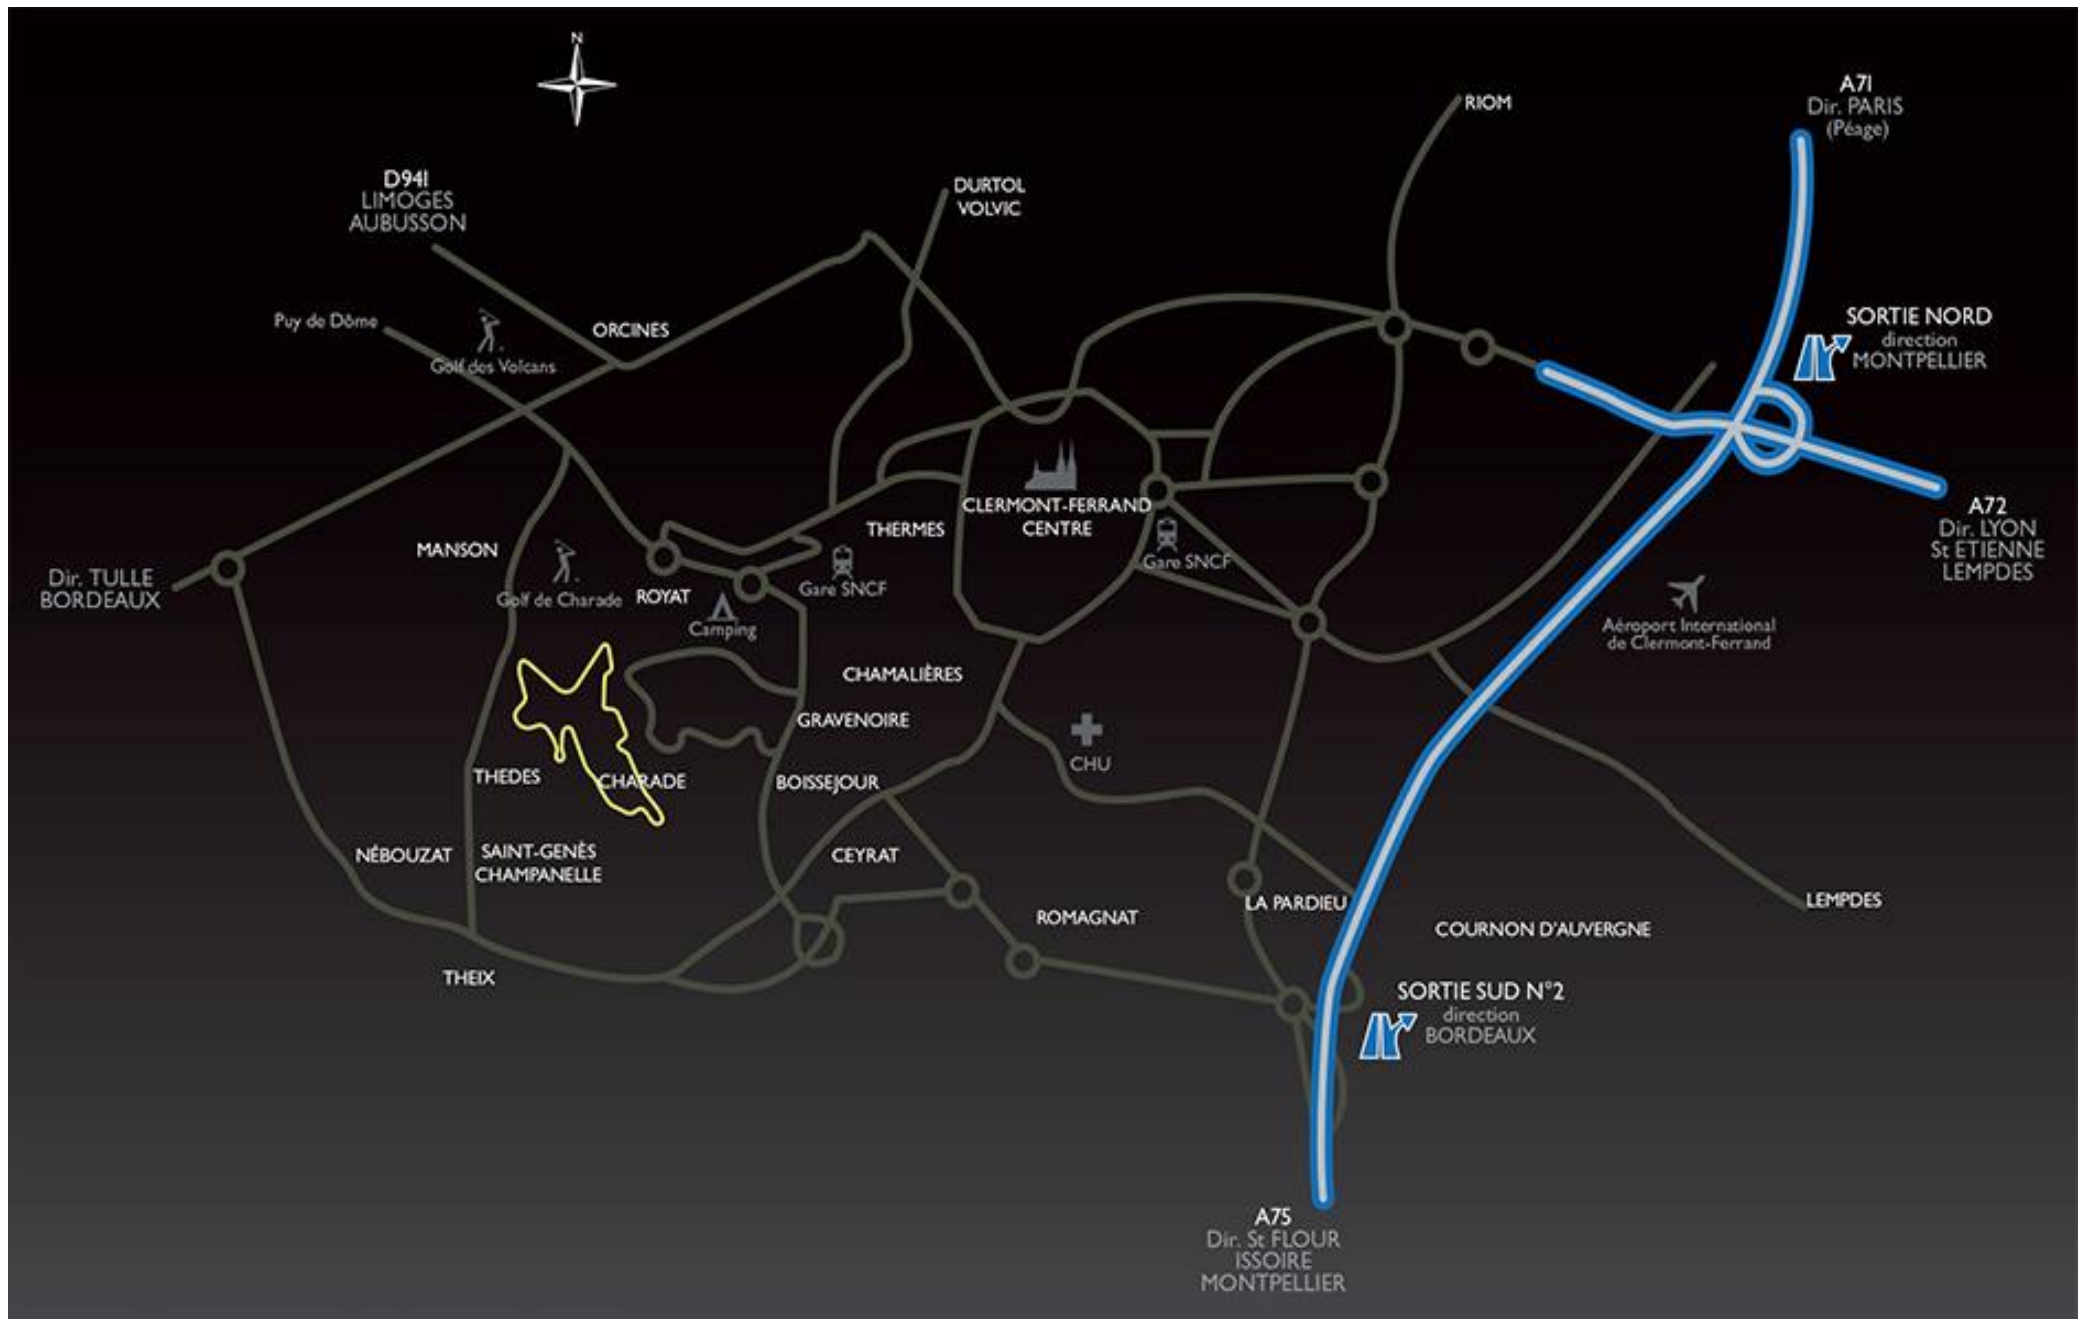 N
RIOM
A71
Dir. PARIS
(Péage)
D941
LIMOGES
AUBUSSON
DURTOL
VOLVIC
Puy de Dôme
ORCINES
Golf des Volcans
SORTIE NORD
direction
MONTPELLIER
CLERMONT-FERRAND
CENTRE
THERMES
A72
Dir. LYON
St ETIENNE
LEMPDES
MANSON
Gare SNCF
Gare SNCF
Dir. TULLE
BORDEAUX
Golf de Charade
ROYAT
Camping
Aéroport International
de Clermont-Ferrand
CHAMALIÈRES
GRAVENOIRE
CHU
THEDES
CHARADE
BOISSEJOUR
NÉBOUZAT
SAINT-GENÈS
CHAMPANELLE
CEYRAT
ROMAGNAT
LA PARDIEU
LEMPDES
COURNON D'AUVERGNE
THEIX
SORTIE SUD N°2
direction
BORDEAUX
A75
Dir. St FLOUR
ISSOIRE
MONTPELLIER